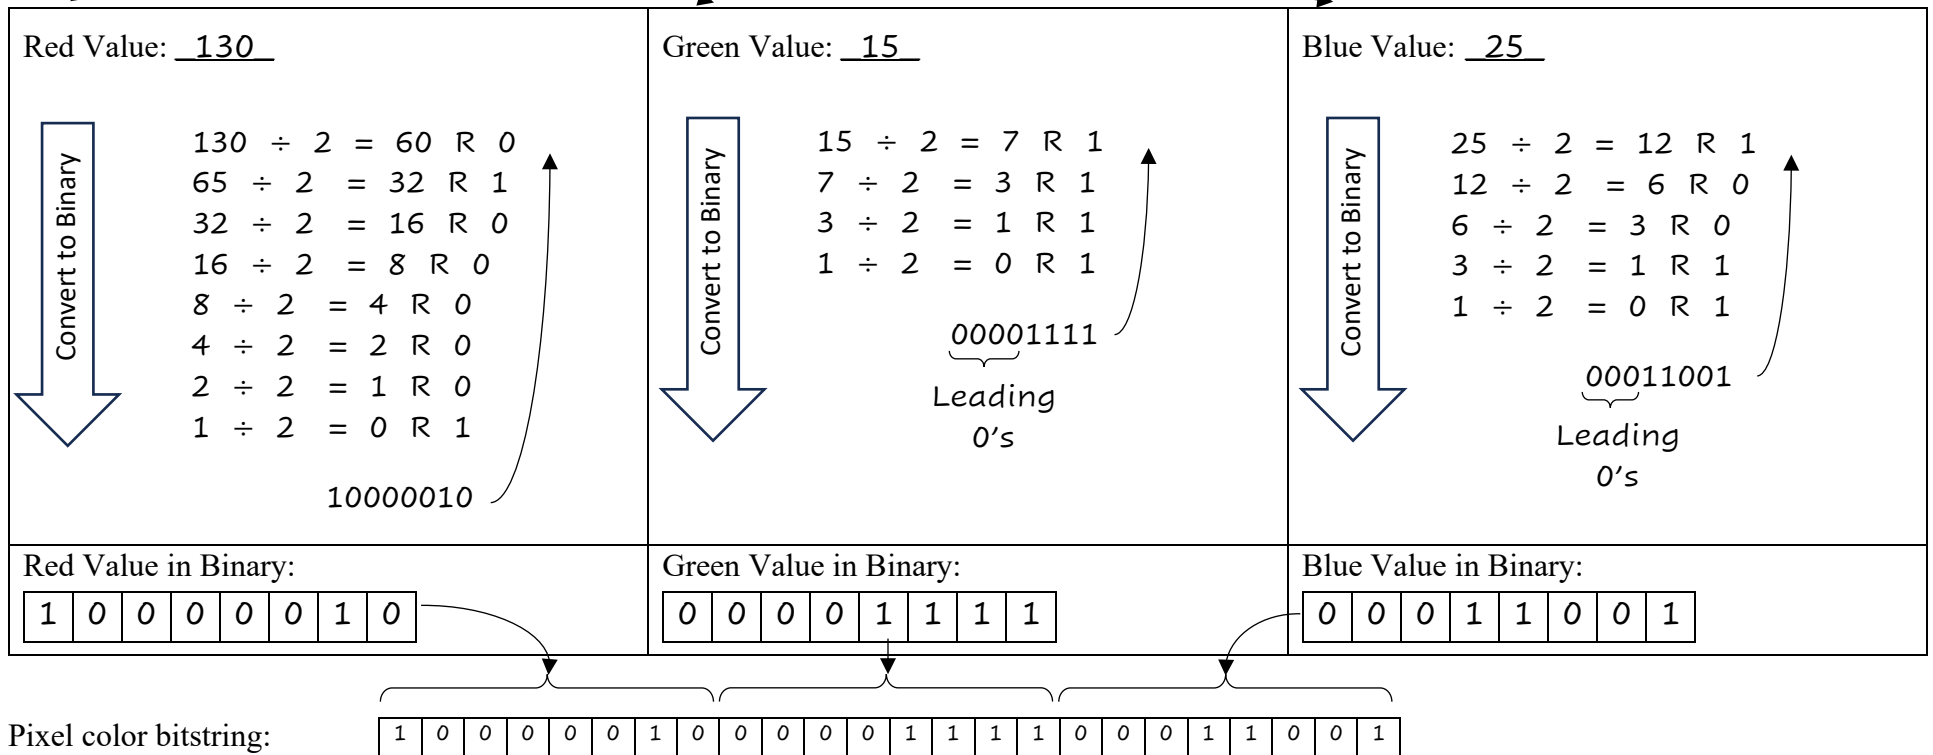 Red Value: _130_
Convert to Binary
130 ÷ 2 = 60 R 0
65 ÷ 2 = 32 R 1
32 ÷ 2 = 16 R 0
16 ÷ 2 = 8 R 0
8 ÷ 2 = 4 R 0
4 ÷ 2 = 2 R 0
2 ÷ 2 = 1 R 0
1 ÷ 2 = 0 R 1
10000010
Green Value: _15_
Convert to Binary
15 ÷ 2 = 7 R 1
7 ÷ 2 = 3 R 1
3 ÷ 2 = 1 R 1
1 ÷ 2 = 0 R 1
00001111
Leading
0's
Blue Value: _25_
Convert to Binary
25 ÷ 2 = 12 R 1
12 ÷ 2 = 6 R 0
6 ÷ 2 = 3 R 0
3 ÷ 2 = 1 R 1
1 ÷ 2 = 0 R 1
00011001
Leading
0's
Red Value in Binary:
1 0 0 0 0 0 1 0
Green Value in Binary:
0 0 0 0 1 1 1 1
Blue Value in Binary:
0 0 0 1 1 0 0 1
Pixel color bitstring: 1 0 0 0 0 0 1 0 0 0 0 0 1 1 1 1 0 0 0 1 1 0 0 1